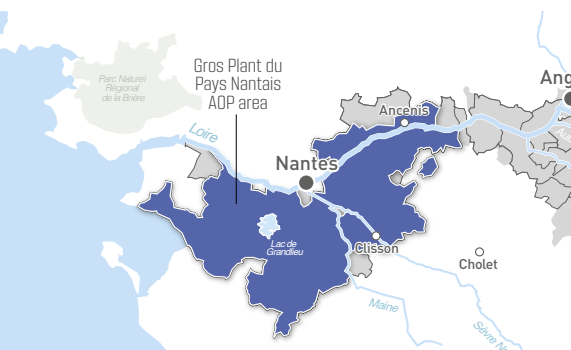 Parc Naturel
Régional
de la Brière
Gros Plant du
Pays Nantais
AOP area
Loire
Ancenis
Ang
Nantes
Lac de
Grandlieu
Clisson
Cholet
Maine
Sèvre N